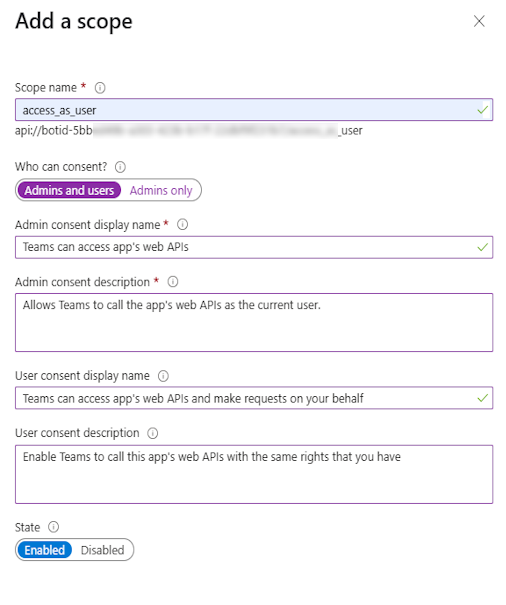 Add a scope
Scope name *
access_as_user
api://botid-5bb _user
Who can consent?
Admins and users Admins only
Admin consent display name *
Teams can access app's web APIs
Admin consent description *
Allows Teams to call the app's web APIs as the current user.
User consent display name
Teams can access app's web APIs and make requests on your behalf
User consent description
Enable Teams to call this app's web APIs with the same rights that you have
State
Enabled Disabled